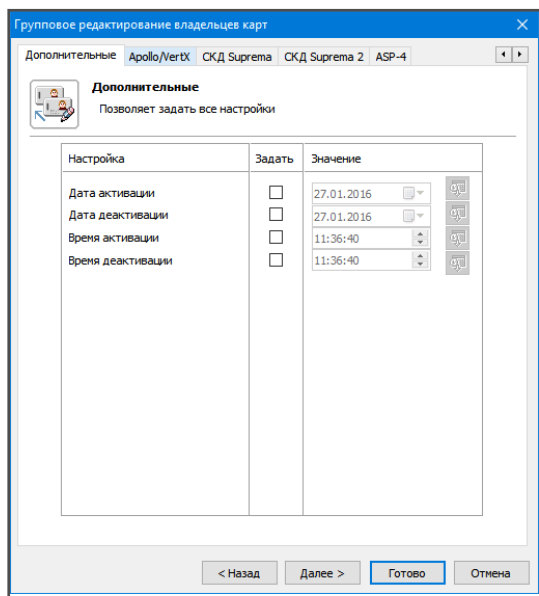 Групповое редактирование владельцев карт
Дополнительные Apollo/VertX СКД Suprema СКД Suprema 2 ASP-4
Дополнительные
Позволяет задать все настройки
Настройка Задать Значение
Дата активации 27.01.2016
Дата деактивации 27.01.2016
Время активации 11:36:40
Время деактивации 11:36:40
< Назад Далее > Готово Отмена